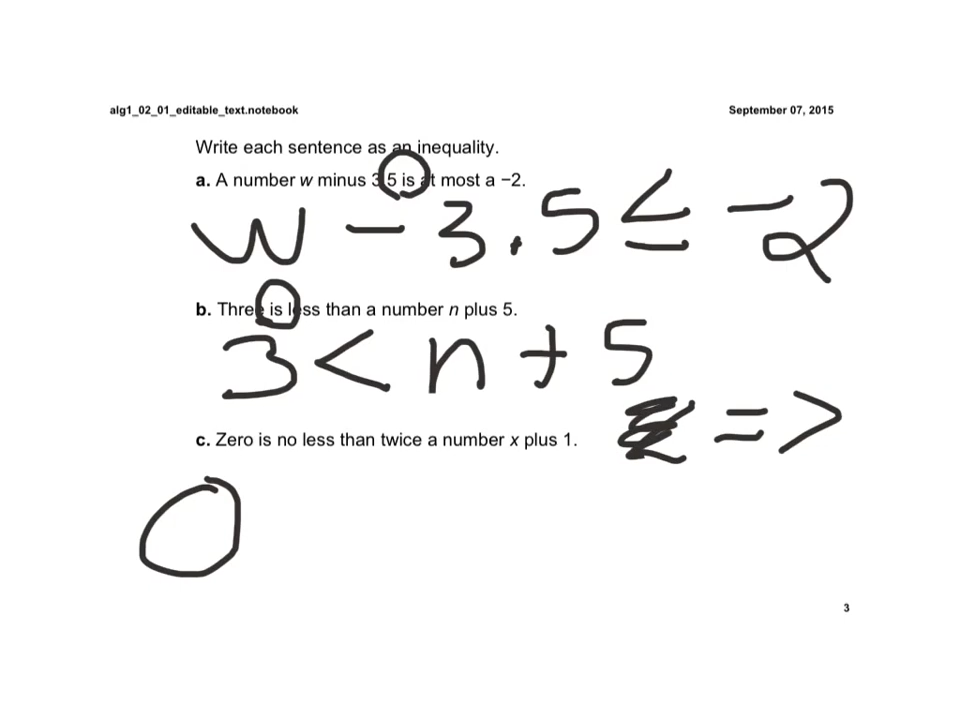 alg1_02_01_editable_text.notebook September 07, 2015
Write each sentence as an inequality.
a. A number w minus 3.5 is at most a −2.
w − 3.5 ≤ −2
b. Three is less than a number n plus 5.
3 < n + 5
= >
c. Zero is no less than twice a number x plus 1.
0
3